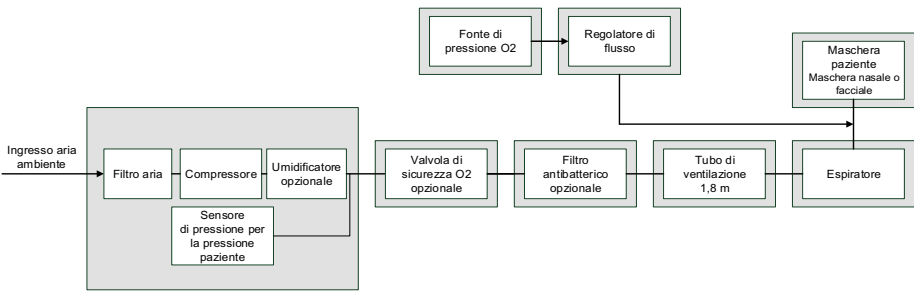 Fonte di
pressione O2
Regolatore di
flusso
Maschera
paziente
Maschera nasale o
facciale
Ingresso aria
ambiente
Filtro aria
Compressore
Umidificatore
opzionale
Valvola di
sicurezza O2
opzionale
Filtro
antibatterico
opzionale
Tubo di
ventilazione
1,8 m
Espiratore
Sensore
di pressione per
la pressione
paziente